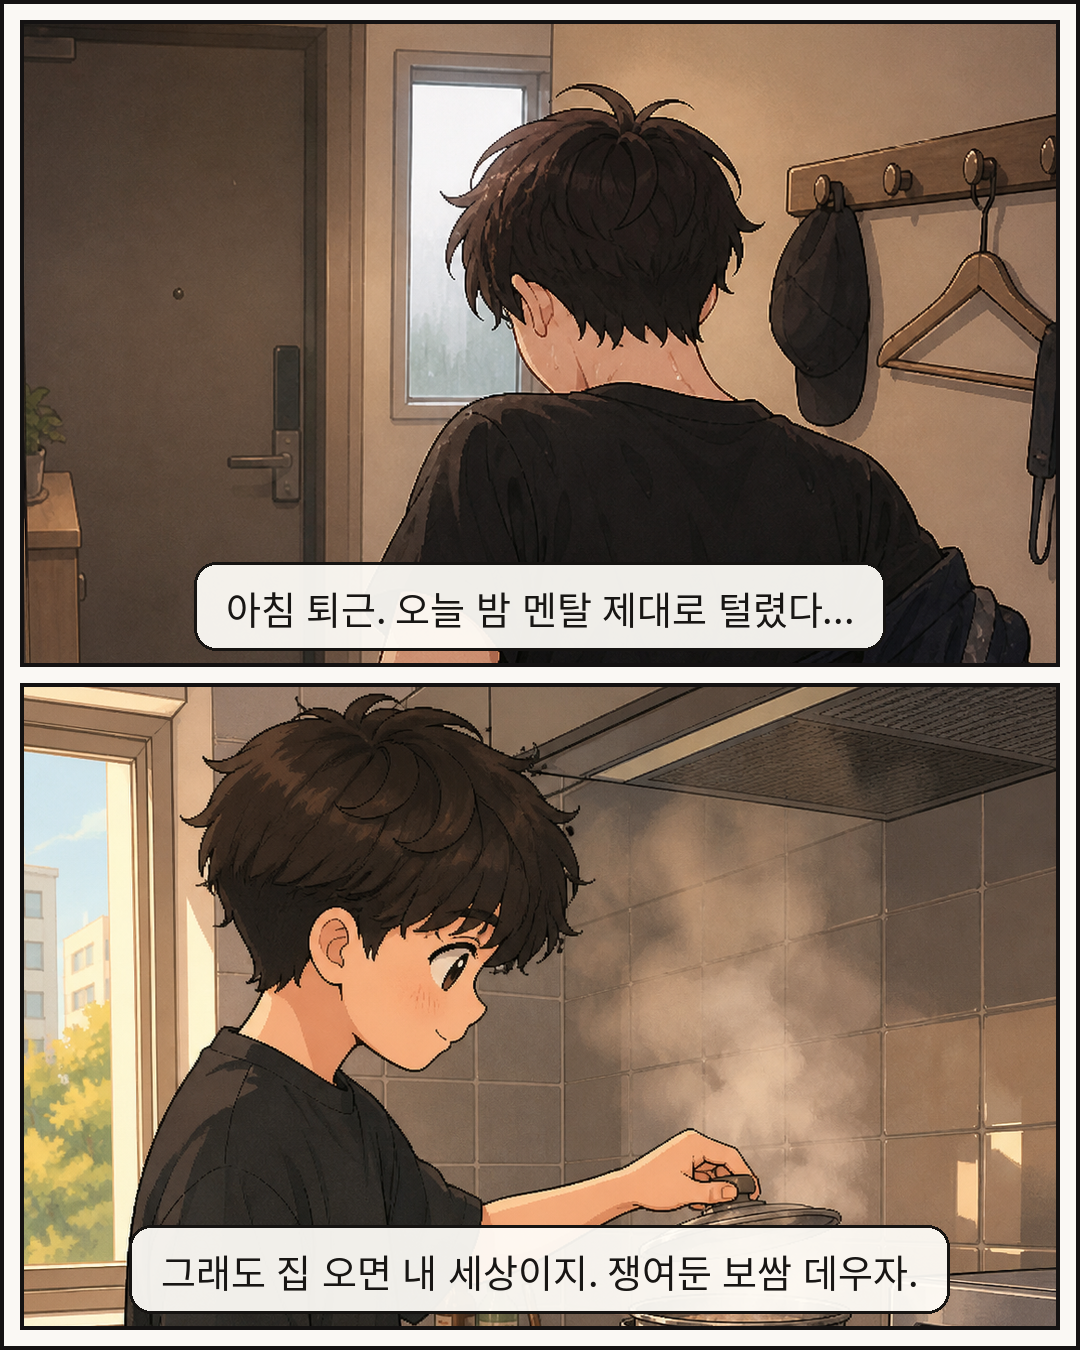 아침 퇴근. 오늘 밤 멘탈 제대로 털렸다...
그래도 집 오면 내 세상이지. 쟁여둔 보쌈 데우자.